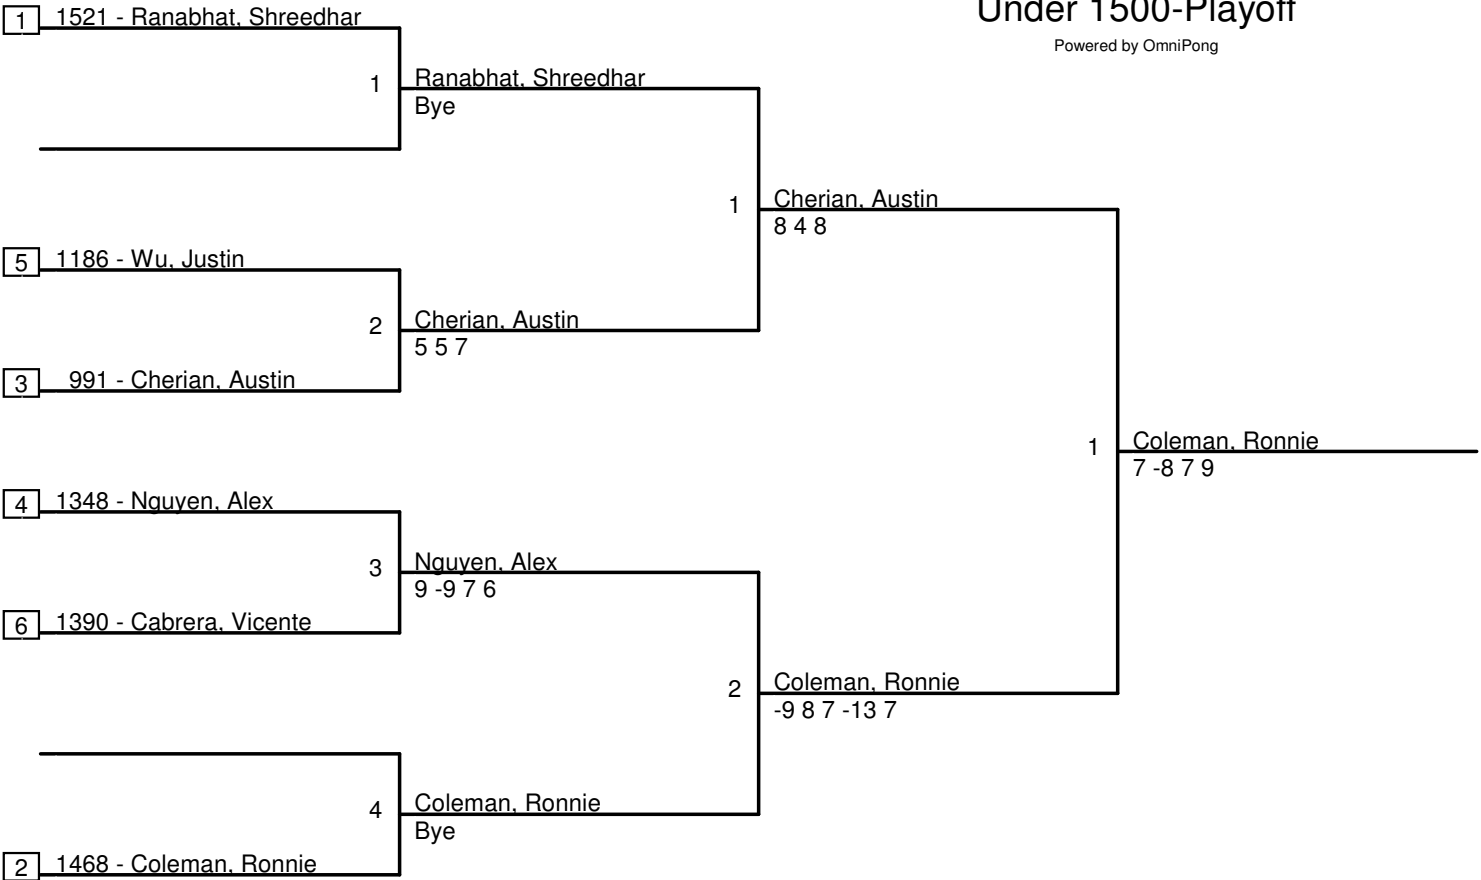 Under 1500-Playoff
Powered by OmniPong
1 1521 - Ranabhat, Shreedhar
1 Ranabhat, Shreedhar
Bye
1 Cherian, Austin
8 4 8
5 1186 - Wu, Justin
2 Cherian, Austin
5 5 7
3 991 - Cherian, Austin
1 Coleman, Ronnie
7 -8 7 9
4 1348 - Nguyen, Alex
3 Nguyen, Alex
9 -9 7 6
6 1390 - Cabrera, Vicente
2 Coleman, Ronnie
-9 8 7 -13 7
4 Coleman, Ronnie
Bye
2 1468 - Coleman, Ronnie